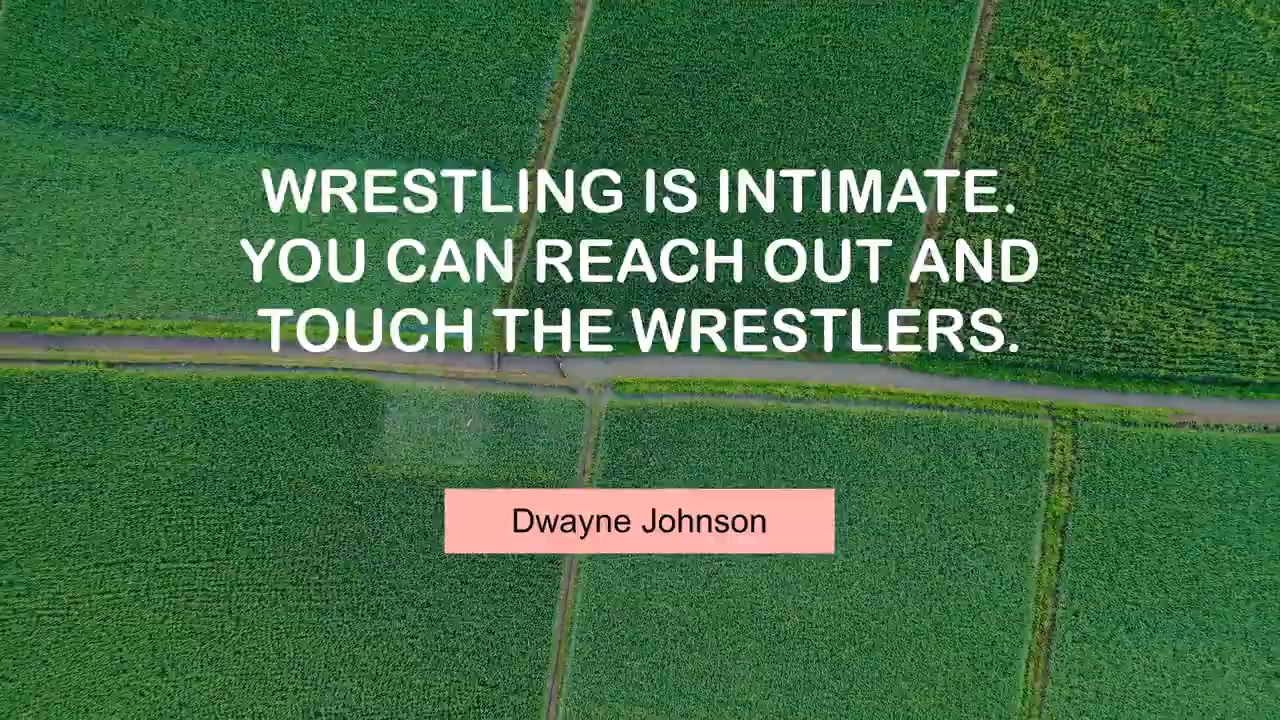 WRESTLING IS INTIMATE.
YOU CAN REACH OUT AND
TOUCH THE WRESTLERS.
Dwayne Johnson